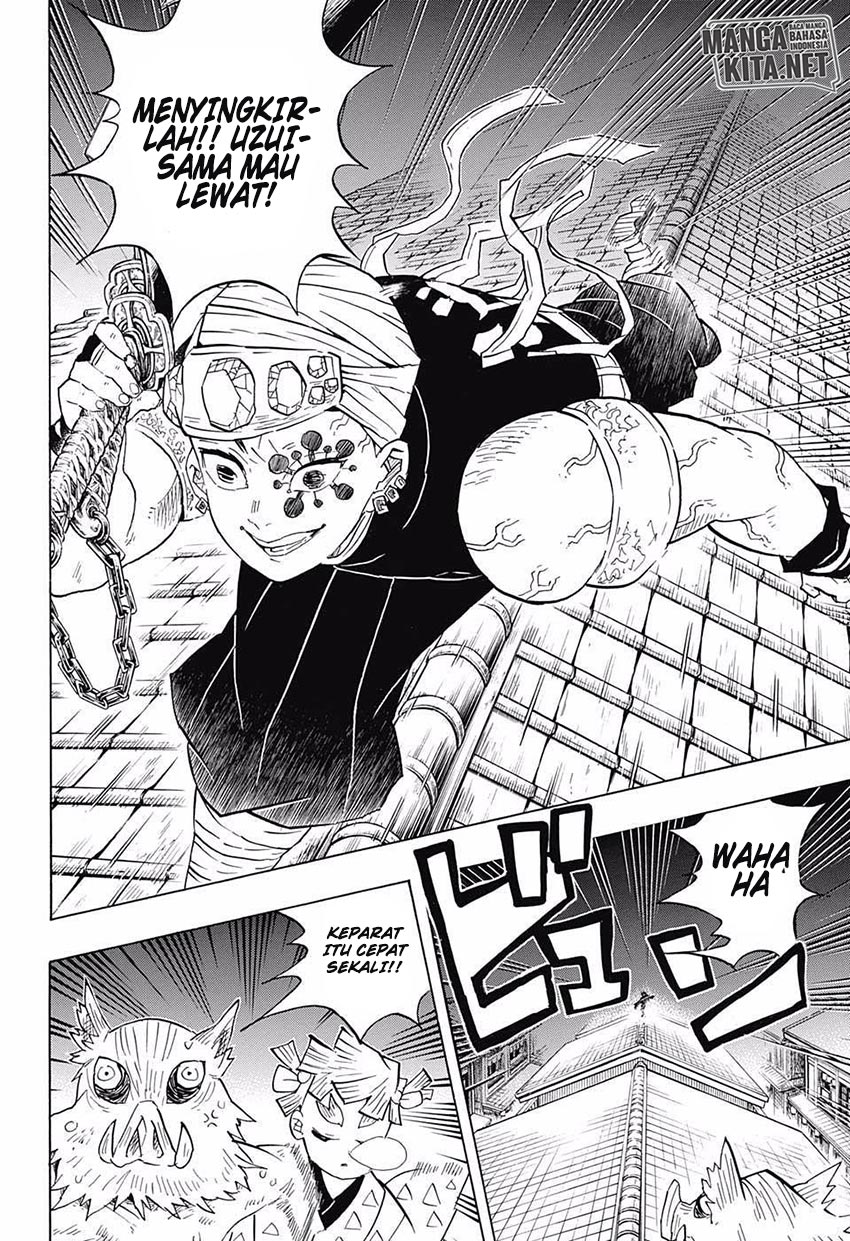 MANGA
KITA.NET
BACA MANGA
BAHASA
INDONESIA
MENYINGKIR-
LAH!! UZUI-
SAMA MAU
LEWAT!
WAHA
HA
ビュン
KEPARAT
ITU CEPAT
SEKALI!!